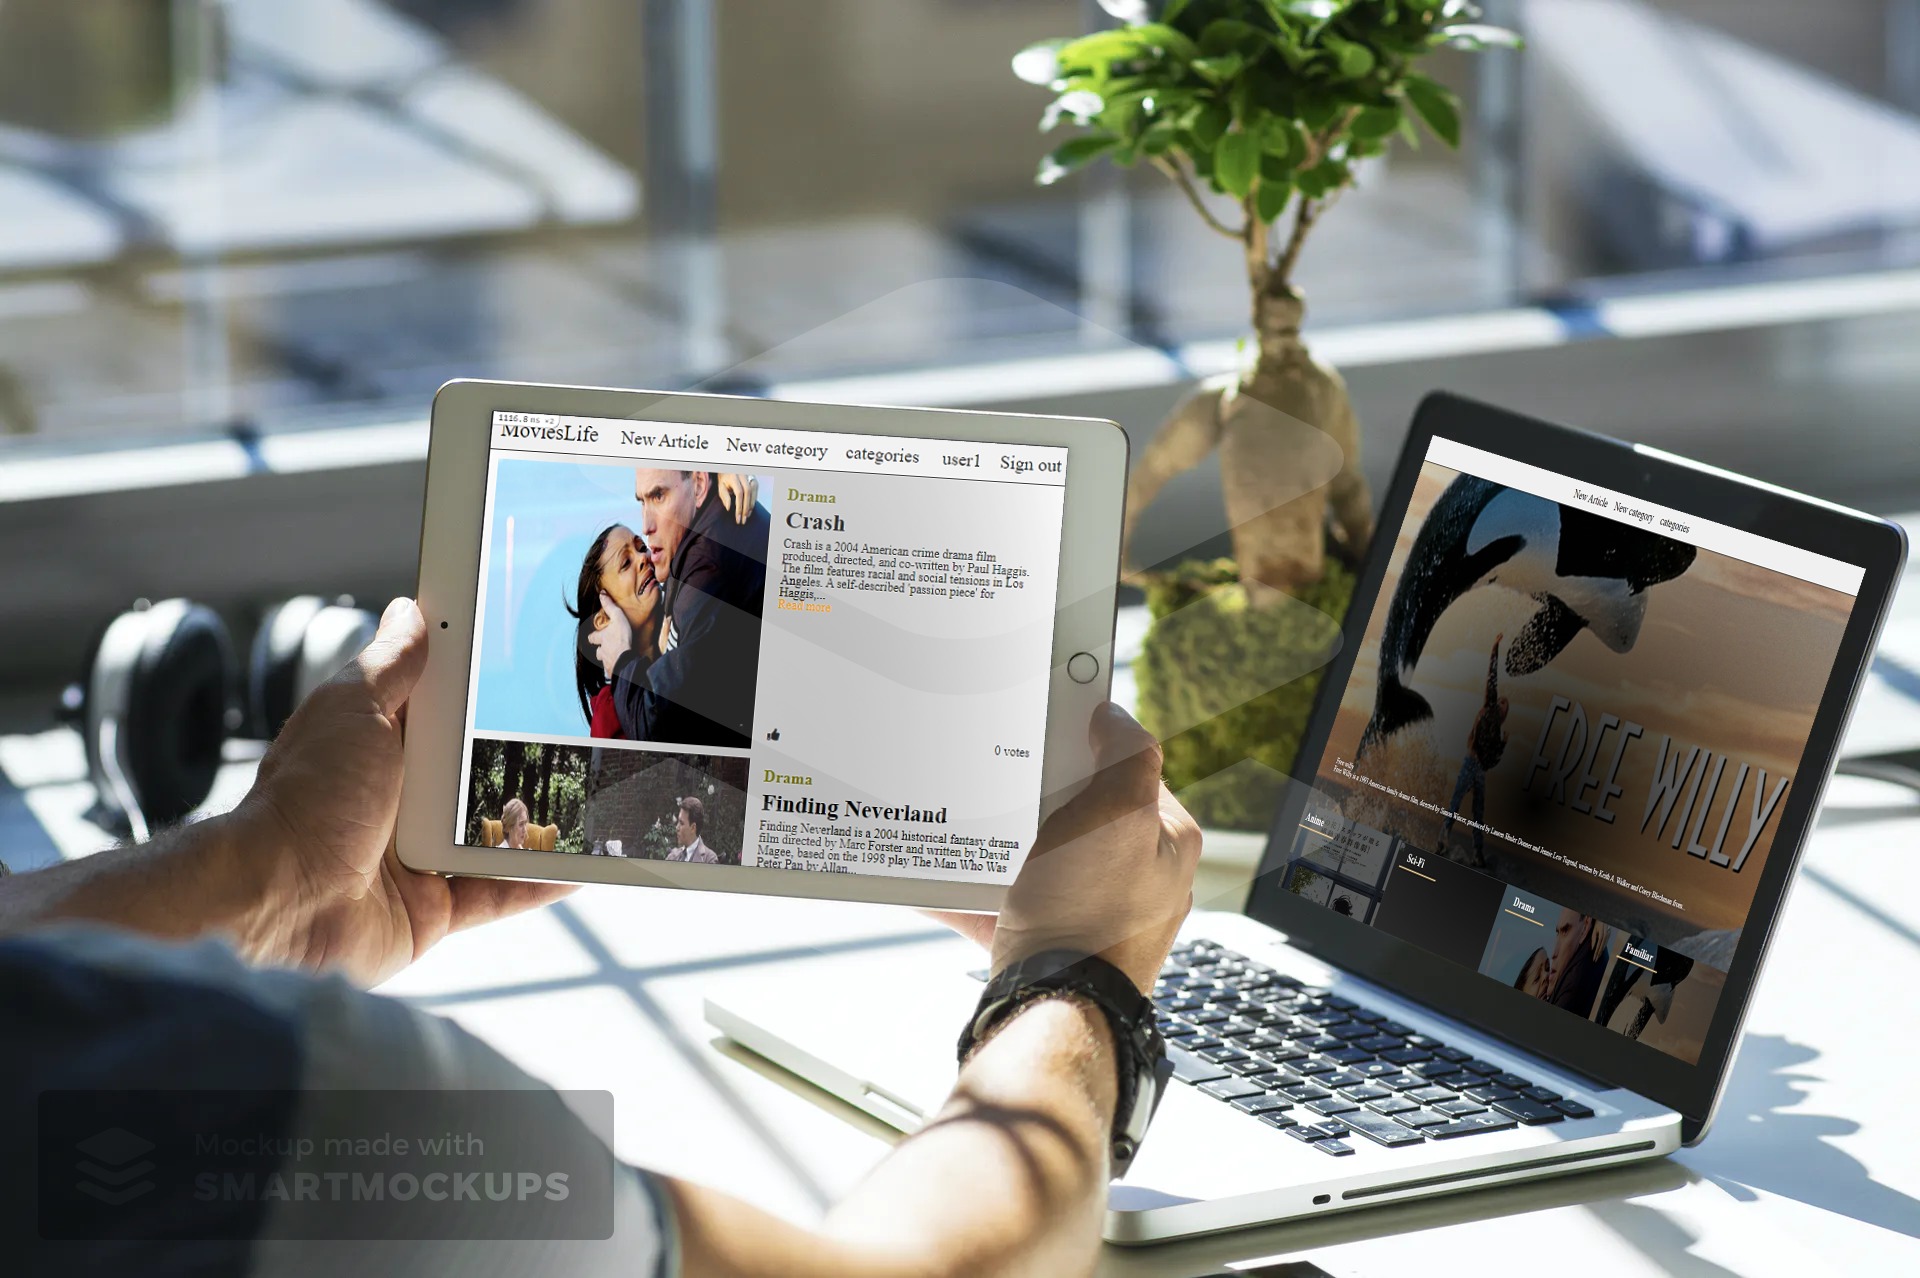 1116.8 ms ×2
MoviesLife New Article New category categories user1 Sign out
Drama
Crash
Crash is a 2004 American crime drama film
produced, directed, and co-written by Paul Haggis.
The film features racial and social tensions in Los
Angeles. A self-described 'passion piece' for
Haggis,...
Read more
0 votes
Drama
Finding Neverland
Finding Neverland is a 2004 historical fantasy drama
film directed by Marc Forster and written by David
Magee, based on the 1998 play The Man Who Was
Peter Pan by Allan...
New Article New category categories
FREE WILLY
Free willy
Free Willy is a 1993 American family drama film, directed by Simon Wincer, produced by Lauren Shuler Donner and Jennie Lew Tugend, written by Keith A. Walker and Corey Blechman from...
Anime
Sci-Fi
Drama
Familiar
Mockup made with
SMARTMOCKUPS